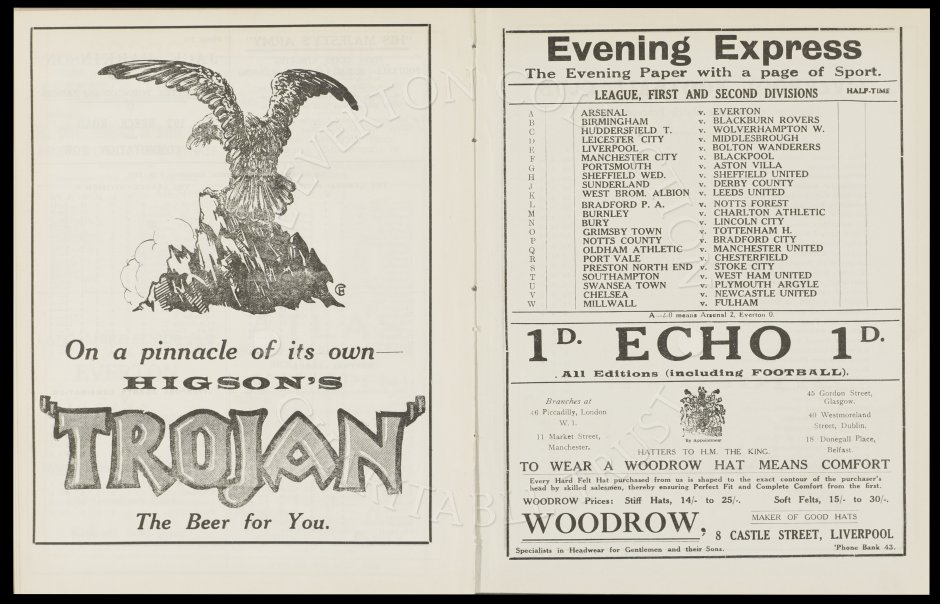 On a pinnacle of its own—
HIGSON'S
"TROJAN"
The Beer for You.
Evening Express
The Evening Paper with a page of Sport.
LEAGUE, FIRST AND SECOND DIVISIONS HALF-TIME
A ARSENAL v. EVERTON
B BIRMINGHAM v. BLACKBURN ROVERS
C HUDDERSFIELD T. v. WOLVERHAMPTON W.
D LEICESTER CITY v. MIDDLESBROUGH
E LIVERPOOL v. BOLTON WANDERERS
F MANCHESTER CITY v. BLACKPOOL
G PORTSMOUTH v. ASTON VILLA
H SHEFFIELD WED. v. SHEFFIELD UNITED
J SUNDERLAND v. DERBY COUNTY
K WEST BROM. ALBION v. LEEDS UNITED
L BRADFORD P. A. v. NOTTS FOREST
M BURNLEY v. CHARLTON ATHLETIC
N BURY v. LINCOLN CITY
O GRIMSBY TOWN v. TOTTENHAM H.
P NOTTS COUNTY v. BRADFORD CITY
Q OLDHAM ATHLETIC v. MANCHESTER UNITED
R PORT VALE v. CHESTERFIELD
S PRESTON NORTH END v. STOKE CITY
T SOUTHAMPTON v. WEST HAM UNITED
U SWANSEA TOWN v. PLYMOUTH ARGYLE
V CHELSEA v. NEWCASTLE UNITED
W MILLWALL v. FULHAM
A—2-0 means Arsenal 2, Everton 0.
1D. ECHO 1D.
All Editions (including FOOTBALL).
Branches at
46 Piccadilly, London
W. 1.
11 Market Street,
Manchester.
By Appointment
45 Gordon Street,
Glasgow.
40 Westmoreland
Street, Dublin.
18 Donegall Place,
Belfast.
HATTERS TO H.M. THE KING.
TO WEAR A WOODROW HAT MEANS COMFORT
Every Hard Felt Hat purchased from us is shaped to the exact contour of the purchaser's
head by skilled salesmen, thereby ensuring Perfect Fit and Complete Comfort from the first.
WOODROW Prices: Stiff Hats, 14/- to 25/-. Soft Felts, 15/- to 30/-.
WOODROW, MAKER OF GOOD HATS
8 CASTLE STREET, LIVERPOOL
Specialists in Headwear for Gentlemen and their Sons. 'Phone Bank 43.